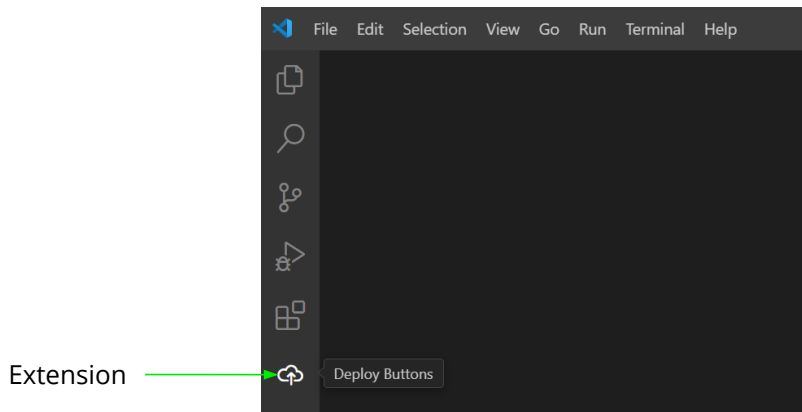 File Edit Selection View Go Run Terminal Help
Extension
Deploy Buttons